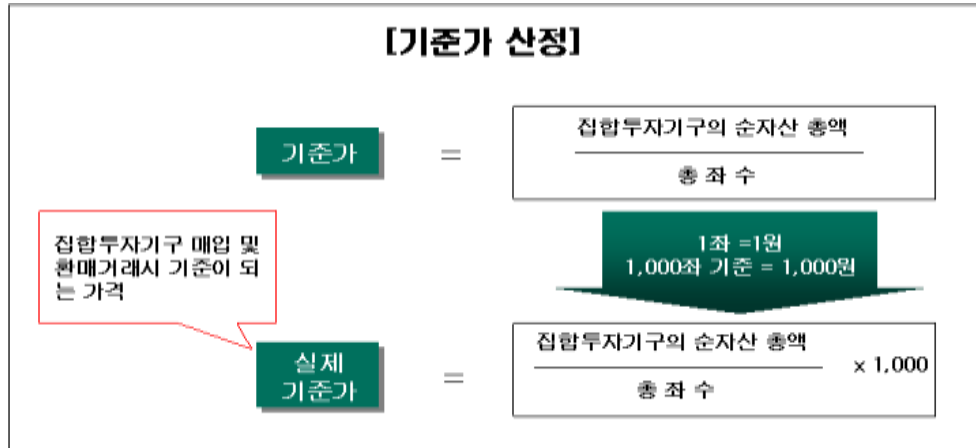 [기준가 산정]
기준가
=
집합투자기구의 순자산 총액
총 좌 수
집합투자기구 매입 및
환매거래시 기준이 되
는 가격
1좌 =1원
1,000좌 기준 = 1,000원
실제
기준가
=
집합투자기구의 순자산 총액
총 좌 수
x 1,000